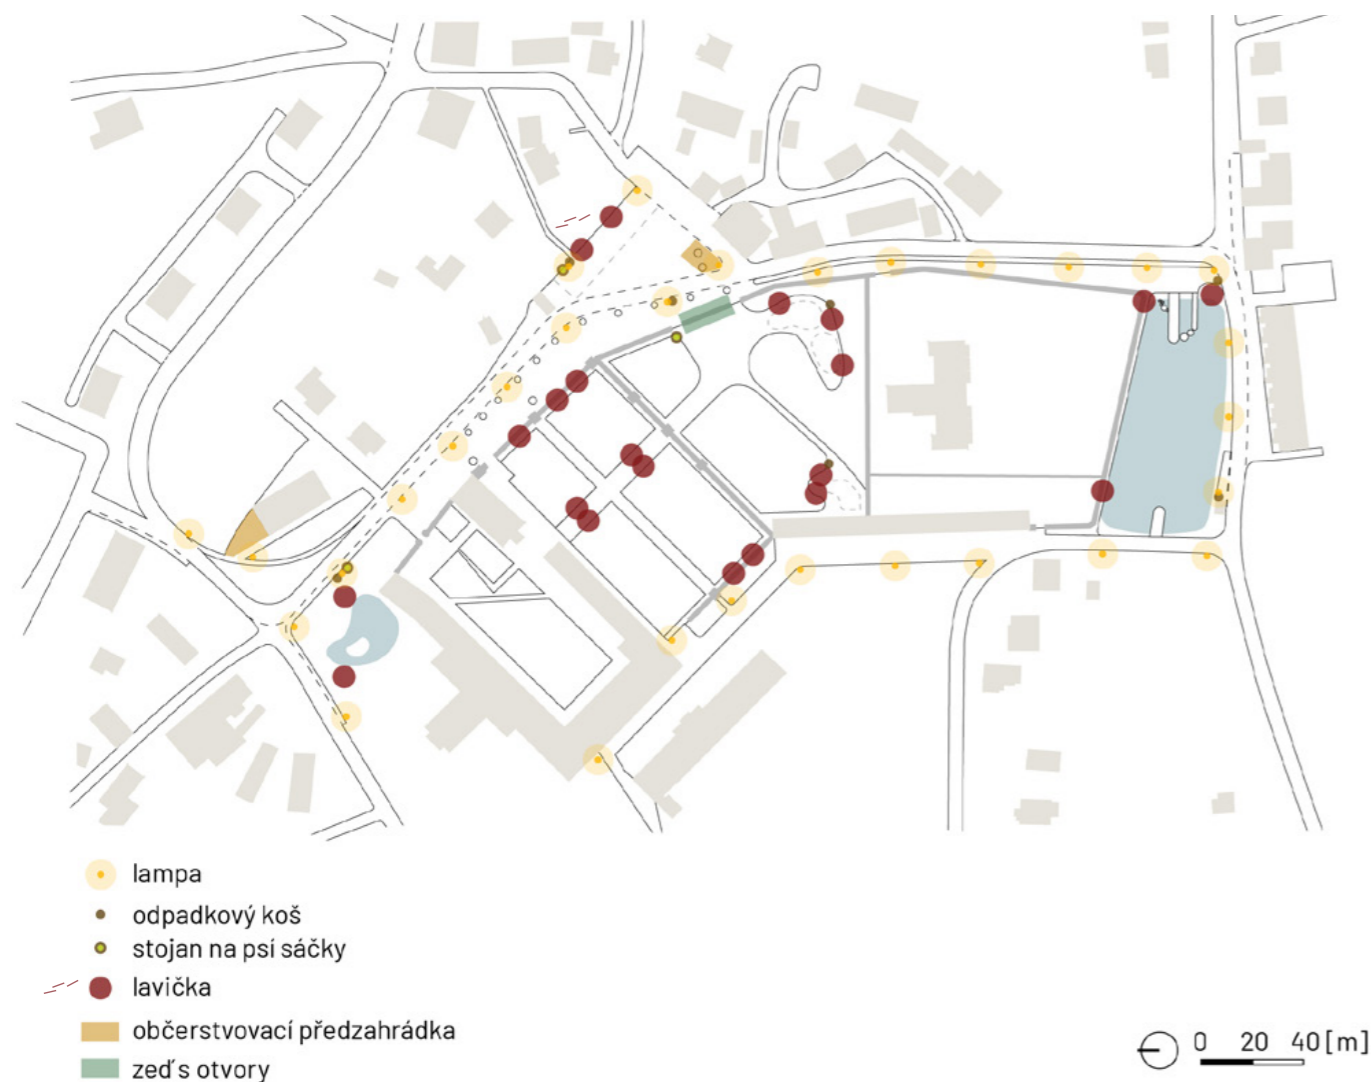 lampa
odpadkový koš
stojan na psí sáčky
lavička
občerstvovací předzahrádka
zeď s otvory
0 20 40 [m]